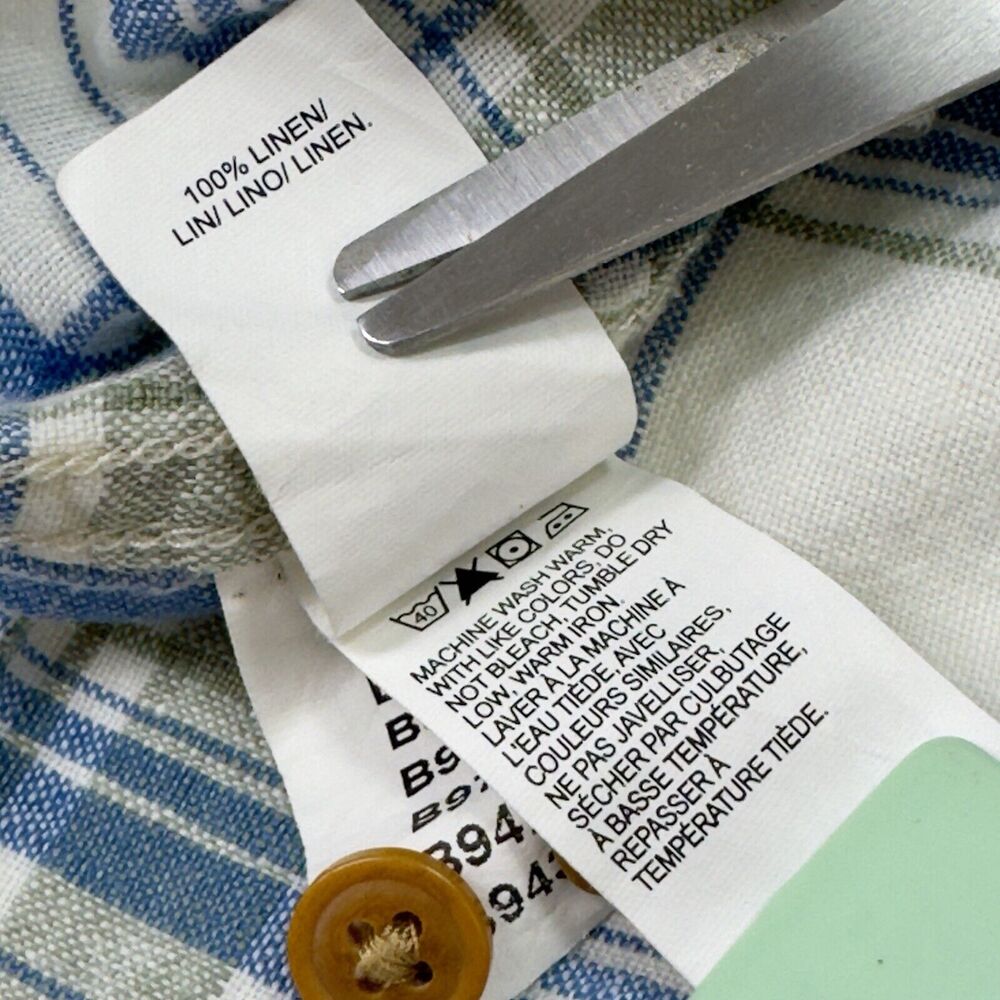 100% LINEN/
LIN/ LINO/ LINEN.
40
MACHINE WASH WARM,
WITH LIKE COLORS, DO
NOT BLEACH, TUMBLE DRY
LOW, WARM IRON.
LAVER À LA MACHINE À
L'EAU TIÈDE, AVEC
COULEURS SIMILAIRES,
NE PAS JAVELLISER,
SÉCHER PAR CULBUTAGE
À BASSE TEMPÉRATURE,
REPASSER À
TEMPÉRATURE TIÈDE.